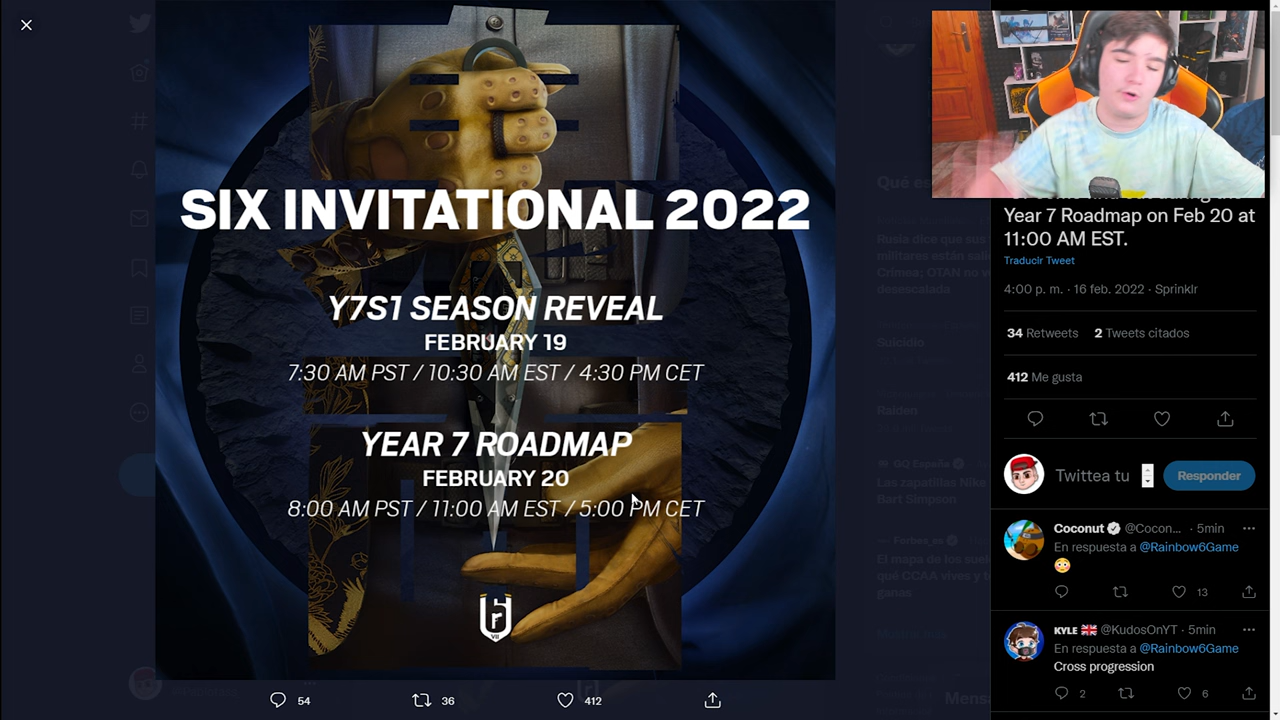 SIX INVITATIONAL 2022
Y7S1 SEASON REVEAL
FEBRUARY 19
7:30 AM PST / 10:30 AM EST / 4:30 PM CET
YEAR 7 ROADMAP
FEBRUARY 20
8:00 AM PST / 11:00 AM EST / 5:00 PM CET
VII
54
36
412
Year 7 Roadmap on Feb 20 at
11:00 AM EST.
Traducir Tweet
4:00 p. m. · 16 feb. 2022 · Sprinklr
34 Retweets 2 Tweets citados
412 Me gusta
Twittea tu
Responder
Coconut @Cocon... · 5min
En respuesta a @Rainbow6Game
13
KYLE @KudosOnYT · 5min
En respuesta a @Rainbow6Game
Cross progression
2
6
Qué es
Rusia dice que sus
militares están sali
Crimea: OTAN no v
desescalada
Suicidio
Raiden
GQ España
Las zapatillas Nike
Bart Simpson
Forbes_es
El mapa de los suel
qué CCAA vives y t
ganas
Mens